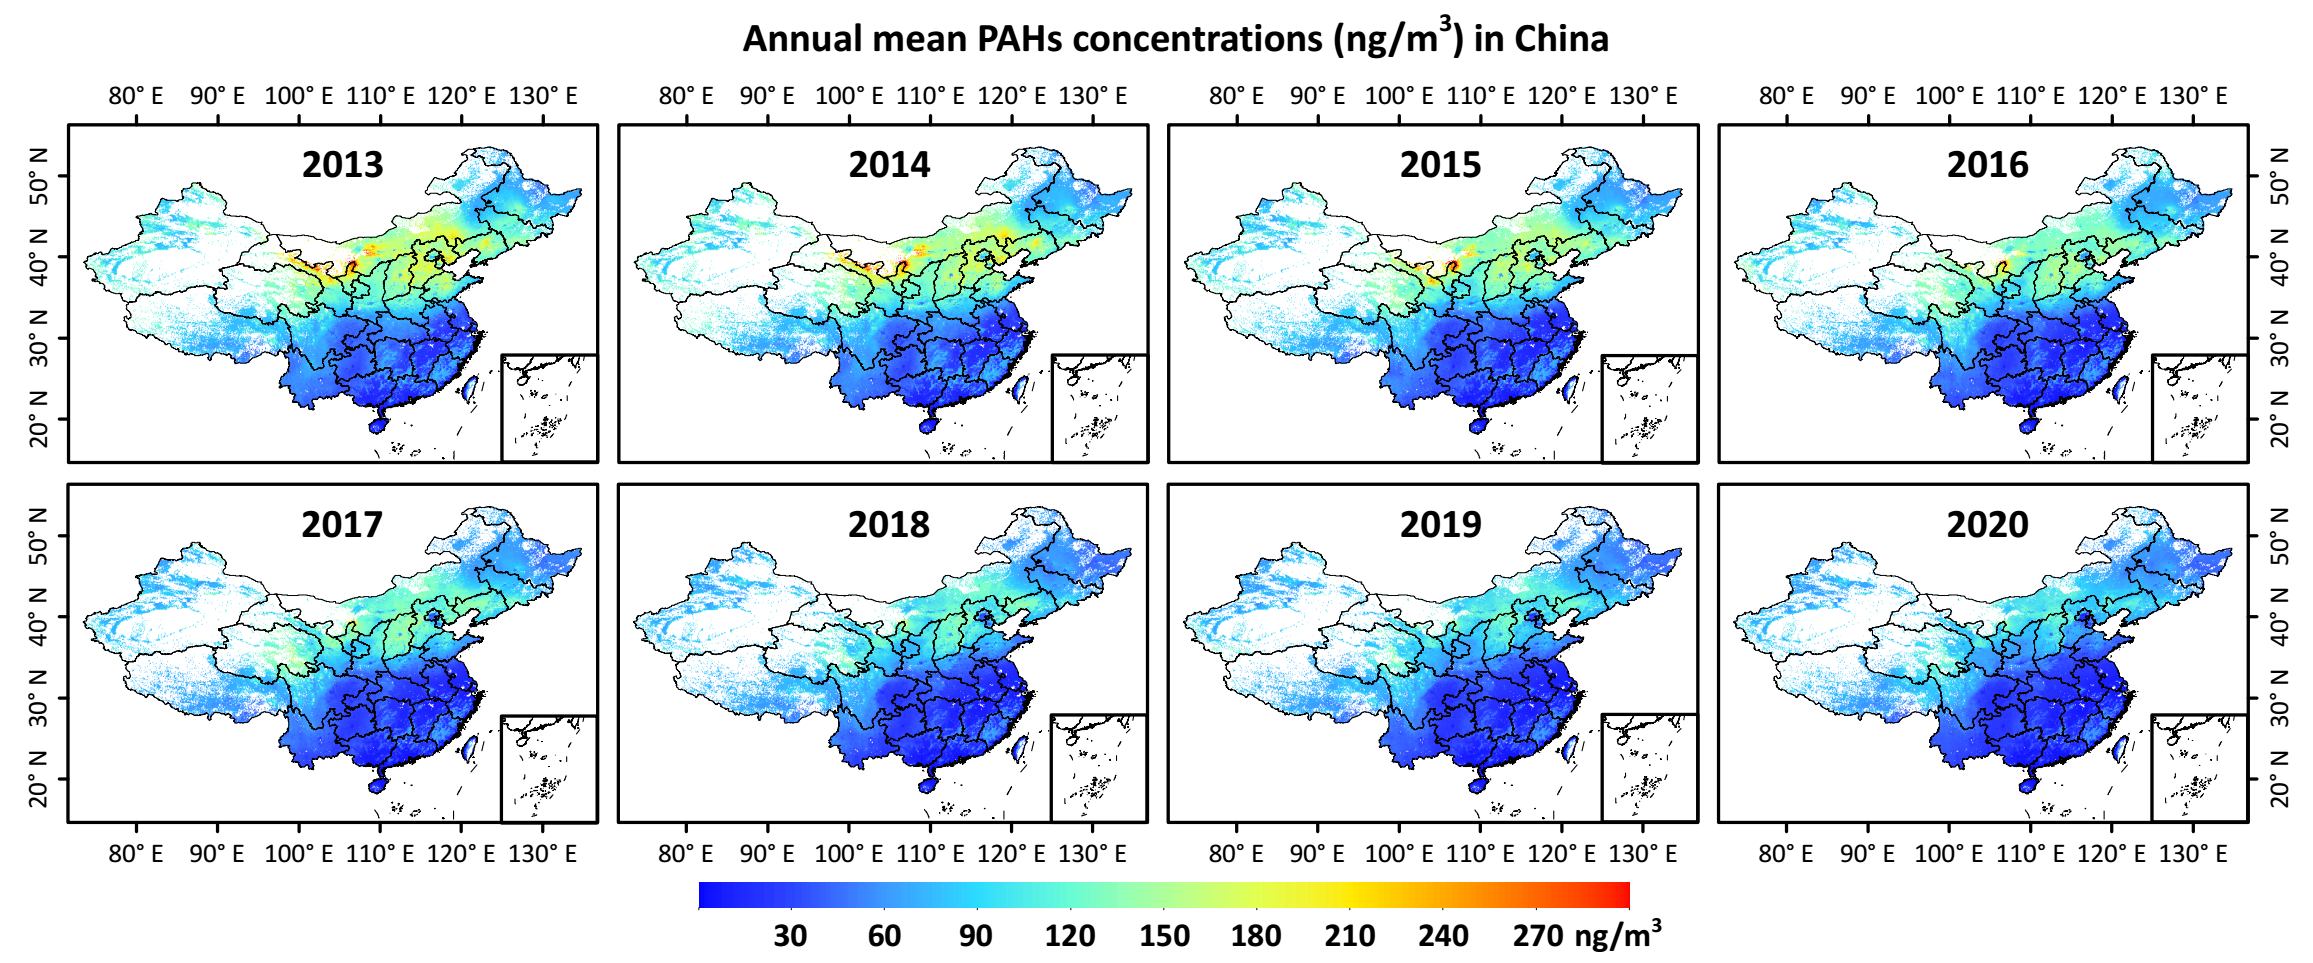 Annual mean PAHs concentrations (ng/m³) in China
80° E 90° E 100° E 110° E 120° E 130° E 80° E 90° E 100° E 110° E 120° E 130° E 80° E 90° E 100° E 110° E 120° E 130° E 80° E 90° E 100° E 110° E 120° E 130° E
2013 2014 2015 2016
50° N 50° N
40° N 40° N
30° N 30° N
20° N 20° N
2017 2018 2019 2020
50° N 50° N
40° N 40° N
30° N 30° N
20° N 20° N
80° E 90° E 100° E 110° E 120° E 130° E 80° E 90° E 100° E 110° E 120° E 130° E 80° E 90° E 100° E 110° E 120° E 130° E 80° E 90° E 100° E 110° E 120° E 130° E
30 60 90 120 150 180 210 240 270 ng/m³